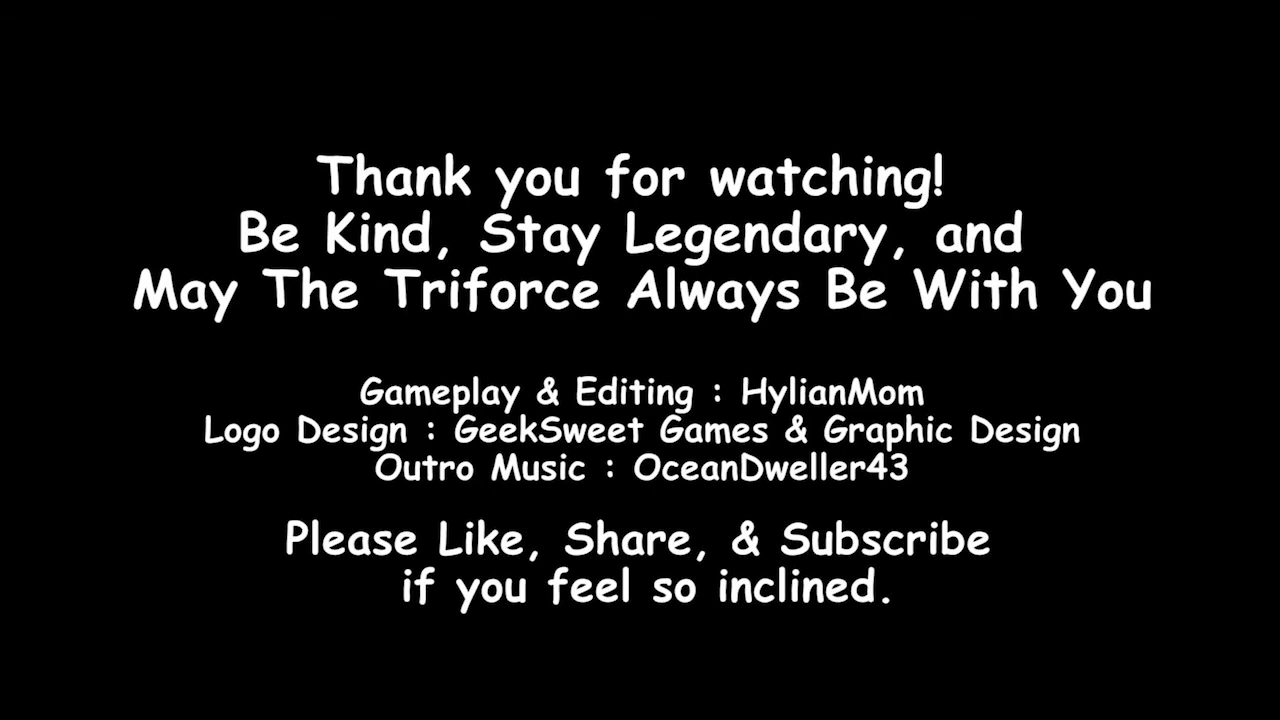 Thank you for watching!
Be Kind, Stay Legendary, and
May The Triforce Always Be With You
Gameplay & Editing : HylianMom
Logo Design : GeekSweet Games & Graphic Design
Outro Music : OceanDweller43
Please Like, Share, & Subscribe
if you feel so inclined.